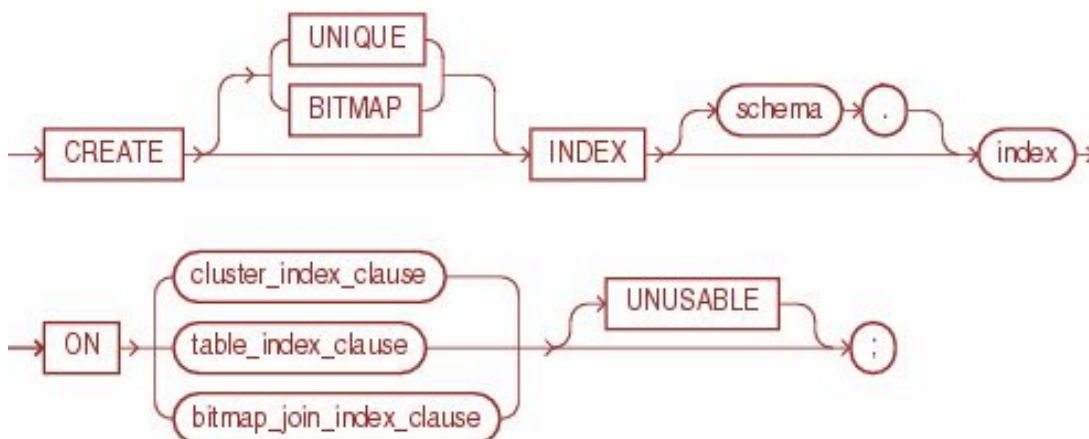 UNIQUE
BITMAP
schema .
CREATE INDEX index
cluster_index_clause
UNUSABLE
ON table_index_clause ;
bitmap_join_index_clause